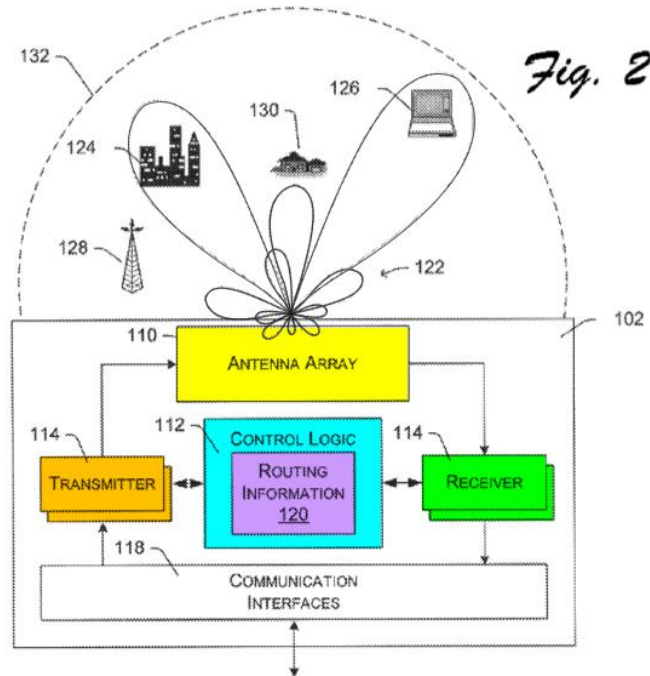 132
Fig. 2
126
130
124
128
122
110
102
ANTENNA ARRAY
114
112
CONTROL LOGIC
114
TRANSMITTER
ROUTING
INFORMATION
120
RECEIVER
118
COMMUNICATION
INTERFACES